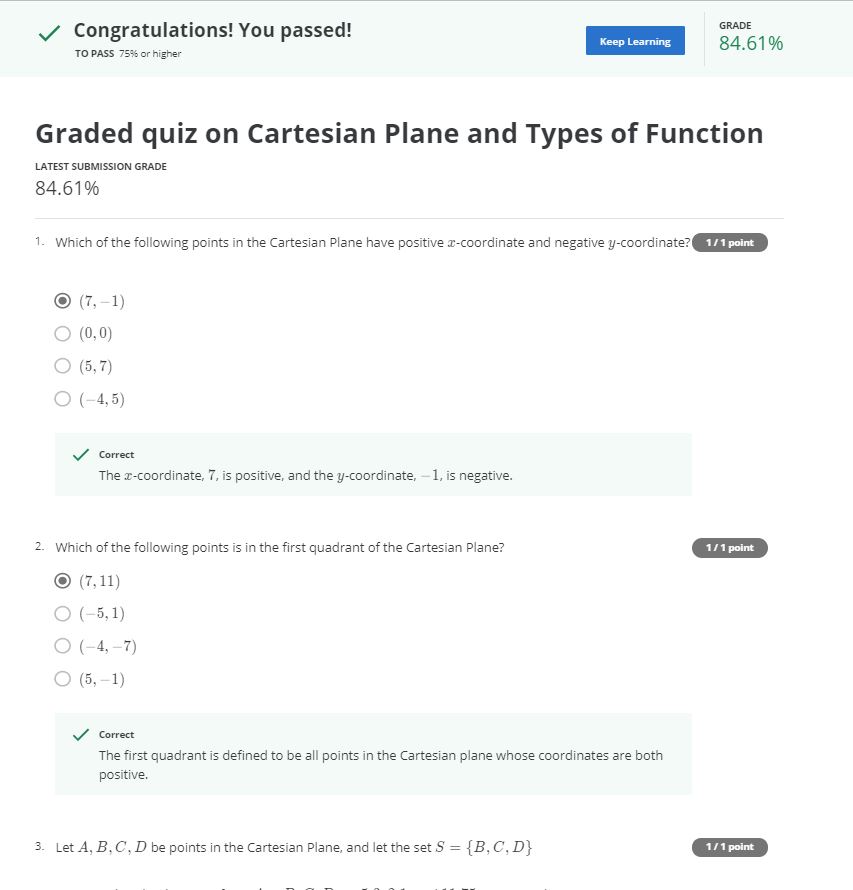 Congratulations! You passed!
TO PASS 75% or higher
Keep Learning
GRADE
84.61%
Graded quiz on Cartesian Plane and Types of Function
LATEST SUBMISSION GRADE
84.61%
1. Which of the following points in the Cartesian Plane have positive x-coordinate and negative y-coordinate? 1 / 1 point
(7, −1)
(0, 0)
(5, 7)
(−4, 5)
Correct
The x-coordinate, 7, is positive, and the y-coordinate, −1, is negative.
2. Which of the following points is in the first quadrant of the Cartesian Plane? 1 / 1 point
(7, 11)
(−5, 1)
(−4, −7)
(5, −1)
Correct
The first quadrant is defined to be all points in the Cartesian plane whose coordinates are both
positive.
3. Let A, B, C, D be points in the Cartesian Plane, and let the set S = {B, C, D} 1 / 1 point